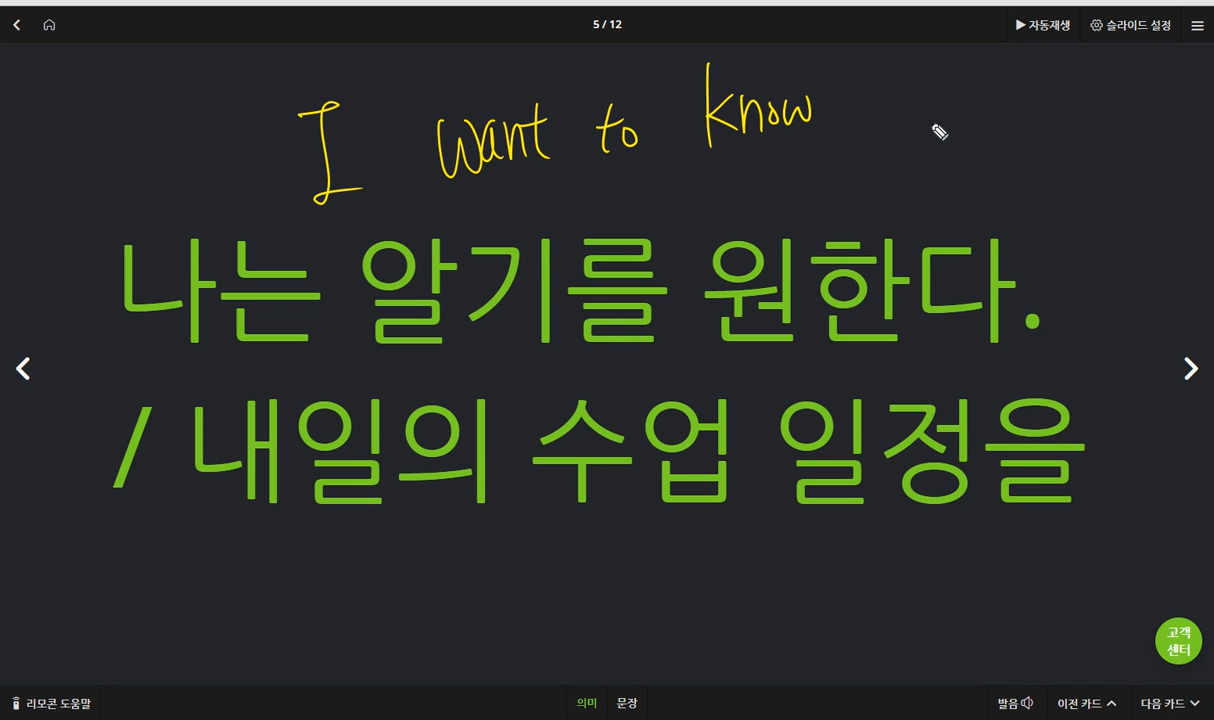 5 / 12
자동재생
슬라이드 설정
I want to know
나는 알기를 원한다.
/ 내일의 수업 일정을
고객
센터
리모콘 도움말
의미
문장
발음
이전 카드
다음 카드